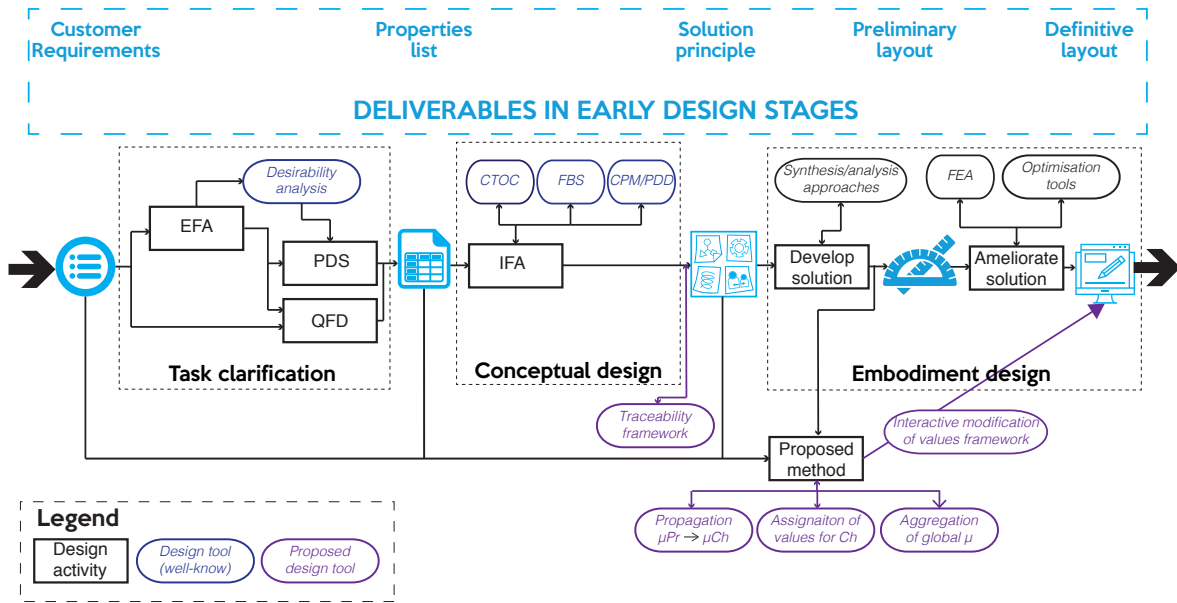 Customer
Requirements
Properties
list
Solution
principle
Preliminary
layout
Definitive
layout
DELIVERABLES IN EARLY DESIGN STAGES
Desirability
analysis
EFA
PDS
QFD
Task clarification
CTOC
FBS
CPM/PDD
IFA
Conceptual design
Synthesis/analysis
approaches
FEA
Optimisation
tools
Develop
solution
Ameliorate
solution
Embodiment design
Traceability
framework
Interactive modification
of values framework
Proposed
method
Propagation
µPr → µCh
Assignaiton of
values for Ch
Aggregation
of global µ
Legend
Design
activity
Design tool
(well-know)
Proposed
design tool